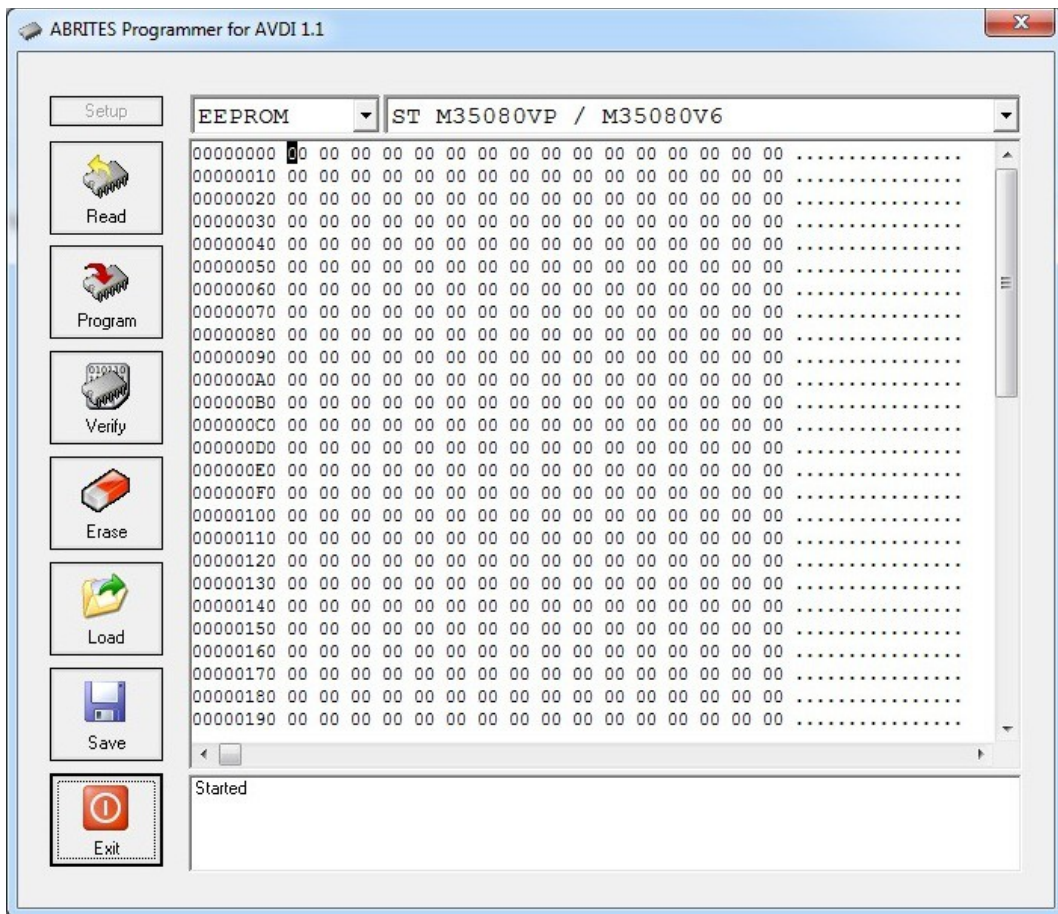 ABRITES Programmer for AVDI 1.1
Setup
EEPROM
ST M35080VP / M35080V6
Read
Program
Verify
Erase
Load
Save
Exit
00000000 00 00 00 00 00 00 00 00 00 00 00 00 00 00 00 00 ................
00000010 00 00 00 00 00 00 00 00 00 00 00 00 00 00 00 00 ................
00000020 00 00 00 00 00 00 00 00 00 00 00 00 00 00 00 00 ................
00000030 00 00 00 00 00 00 00 00 00 00 00 00 00 00 00 00 ................
00000040 00 00 00 00 00 00 00 00 00 00 00 00 00 00 00 00 ................
00000050 00 00 00 00 00 00 00 00 00 00 00 00 00 00 00 00 ................
00000060 00 00 00 00 00 00 00 00 00 00 00 00 00 00 00 00 ................
00000070 00 00 00 00 00 00 00 00 00 00 00 00 00 00 00 00 ................
00000080 00 00 00 00 00 00 00 00 00 00 00 00 00 00 00 00 ................
00000090 00 00 00 00 00 00 00 00 00 00 00 00 00 00 00 00 ................
000000A0 00 00 00 00 00 00 00 00 00 00 00 00 00 00 00 00 ................
000000B0 00 00 00 00 00 00 00 00 00 00 00 00 00 00 00 00 ................
000000C0 00 00 00 00 00 00 00 00 00 00 00 00 00 00 00 00 ................
000000D0 00 00 00 00 00 00 00 00 00 00 00 00 00 00 00 00 ................
000000E0 00 00 00 00 00 00 00 00 00 00 00 00 00 00 00 00 ................
000000F0 00 00 00 00 00 00 00 00 00 00 00 00 00 00 00 00 ................
00000100 00 00 00 00 00 00 00 00 00 00 00 00 00 00 00 00 ................
00000110 00 00 00 00 00 00 00 00 00 00 00 00 00 00 00 00 ................
00000120 00 00 00 00 00 00 00 00 00 00 00 00 00 00 00 00 ................
00000130 00 00 00 00 00 00 00 00 00 00 00 00 00 00 00 00 ................
00000140 00 00 00 00 00 00 00 00 00 00 00 00 00 00 00 00 ................
00000150 00 00 00 00 00 00 00 00 00 00 00 00 00 00 00 00 ................
00000160 00 00 00 00 00 00 00 00 00 00 00 00 00 00 00 00 ................
00000170 00 00 00 00 00 00 00 00 00 00 00 00 00 00 00 00 ................
00000180 00 00 00 00 00 00 00 00 00 00 00 00 00 00 00 00 ................
00000190 00 00 00 00 00 00 00 00 00 00 00 00 00 00 00 00 ................
Started